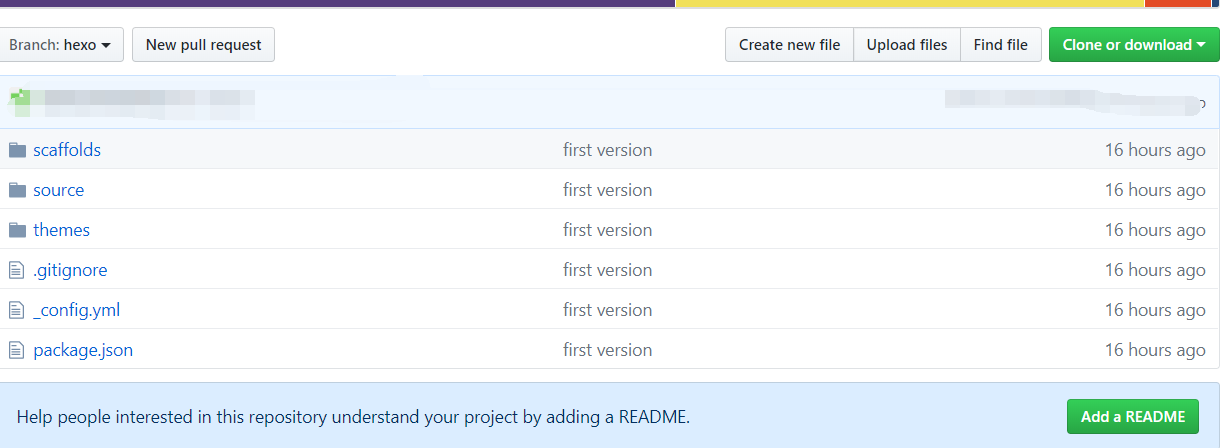 Branch: hexo New pull request Create new file Upload files Find file Clone or download
scaffolds first version 16 hours ago
source first version 16 hours ago
themes first version 16 hours ago
.gitignore first version 16 hours ago
_config.yml first version 16 hours ago
package.json first version 16 hours ago
Help people interested in this repository understand your project by adding a README. Add a README